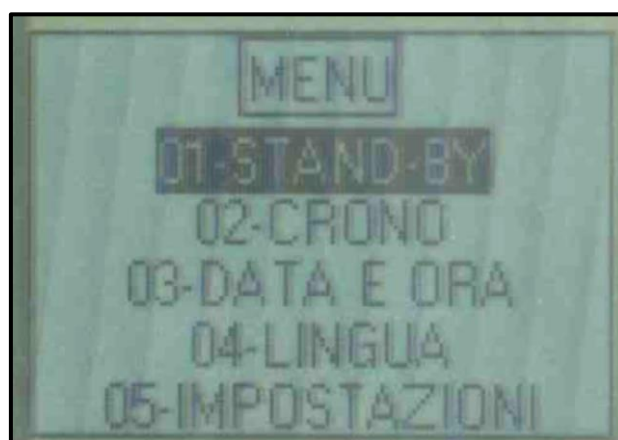 MENU
01-STAND-BY
02-CRONO
03-DATA E ORA
04-LINGUA
05-IMPOSTAZIONI